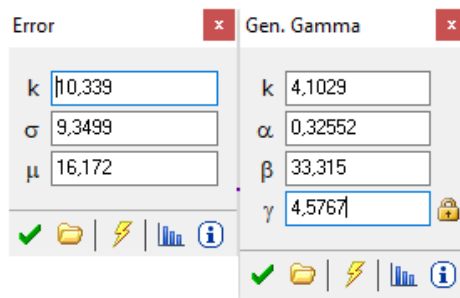 Error
k 10,339
σ 9,3499
μ 16,172
Gen. Gamma
k 4,1029
α 0,32552
β 33,315
γ 4,5767